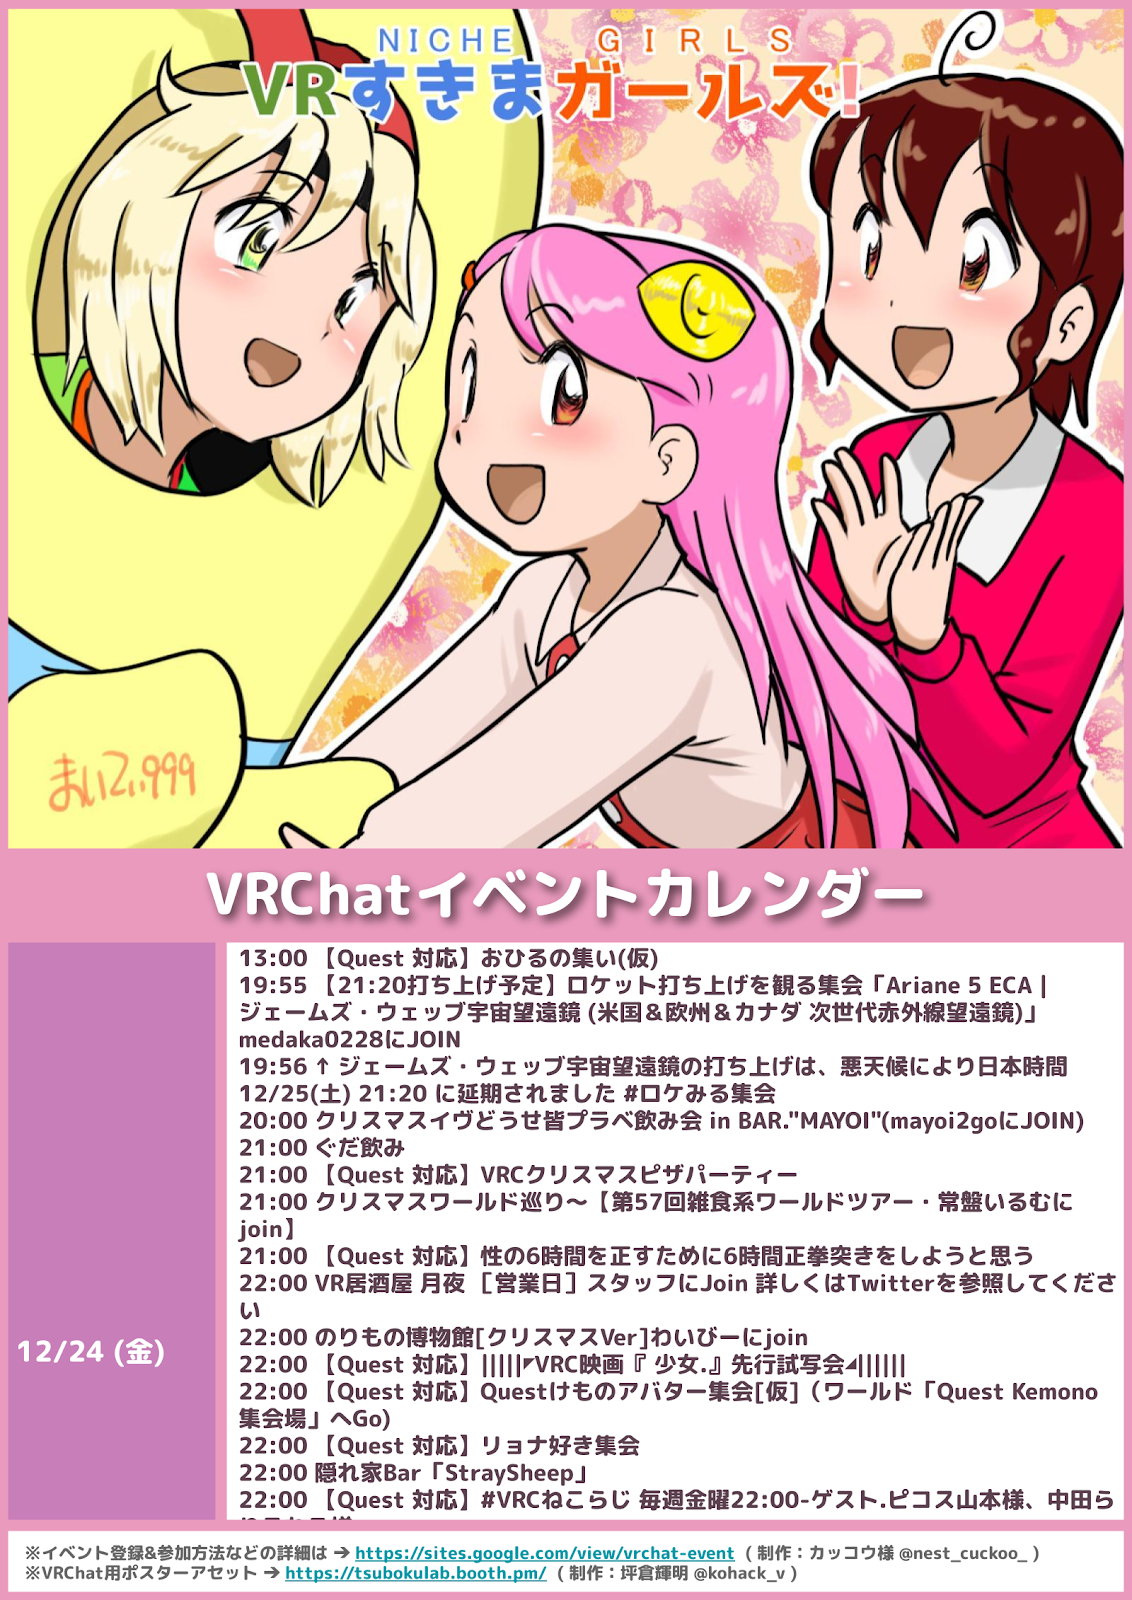 NICHE GIRLS
VRすきまガールズ!
まいてぃ999
VRChatイベントカレンダー
12/24 (金)
13:00 【Quest 対応】おひるの集い(仮)
19:55 【21:20打ち上げ予定】ロケット打ち上げを観る集会「Ariane 5 ECA |
ジェームズ・ウェッブ宇宙望遠鏡 (米国＆欧州＆カナダ 次世代赤外線望遠鏡)」
medaka0228にJOIN
19:56 ↑ ジェームズ・ウェッブ宇宙望遠鏡の打ち上げは、悪天候により日本時間
12/25(土) 21:20 に延期されました #ロケみる集会
20:00 クリスマスイヴどうせ皆プラベ飲み会 in BAR."MAYOI"(mayoi2goにJOIN)
21:00 ぐだ飲み
21:00 【Quest 対応】VRCクリスマスピザパーティー
21:00 クリスマスワールド巡り～【第57回雑食系ワールドツアー・常盤いるむに
join】
21:00 【Quest 対応】性の6時間を正すために6時間正拳突きをしようと思う
22:00 VR居酒屋 月夜 ［営業日］スタッフにJoin 詳しくはTwitterを参照してくださ
い
22:00 のりもの博物館[クリスマスVer]わいびーにjoin
22:00 【Quest 対応】|||||◤VRC映画『 少女.』先行試写会◢||||||
22:00 【Quest 対応】Questけものアバター集会[仮]（ワールド「Quest Kemono
集会場」へGo)
22:00 【Quest 対応】リョナ好き集会
22:00 隠れ家Bar「StraySheep」
22:00 【Quest 対応】#VRCねこらじ 毎週金曜22:00-ゲスト.ピコス山本様、中田ら
※イベント登録&参加方法などの詳細は → https://sites.google.com/view/vrchat-event ( 制作：カッコウ様 @nest_cuckoo_ )
※VRChat用ポスターアセット → https://tsubokulab.booth.pm/ ( 制作：坪倉輝明 @kohack_v )